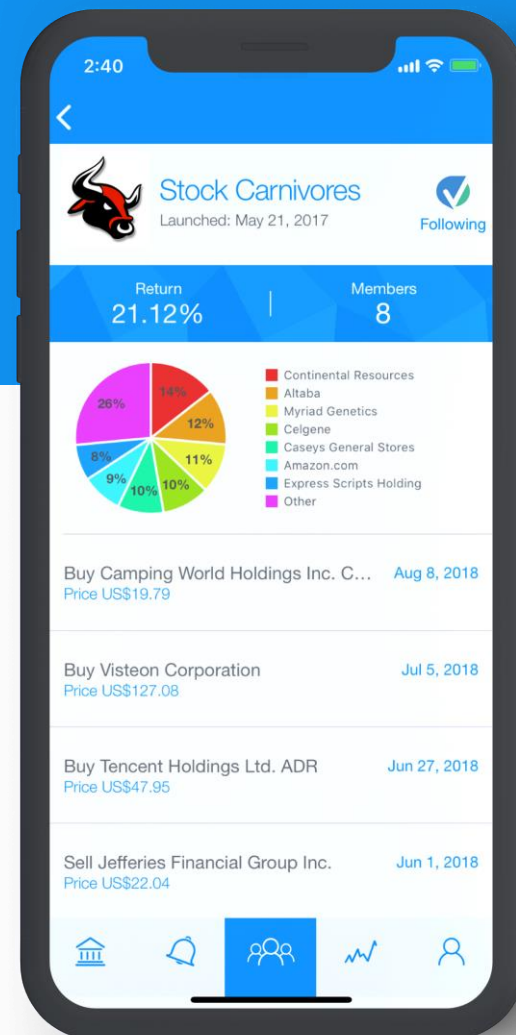 2:40
Stock Carnivores
Launched: May 21, 2017
Following
Return
21.12%
Members
8
14%
12%
11%
10%
10%
9%
8%
26%
Continental Resources
Altaba
Myriad Genetics
Celgene
Caseys General Stores
Amazon.com
Express Scripts Holding
Other
Buy Camping World Holdings Inc. C... Aug 8, 2018
Price US$19.79
Buy Visteon Corporation Jul 5, 2018
Price US$127.08
Buy Tencent Holdings Ltd. ADR Jun 27, 2018
Price US$47.95
Sell Jefferies Financial Group Inc. Jun 1, 2018
Price US$22.04